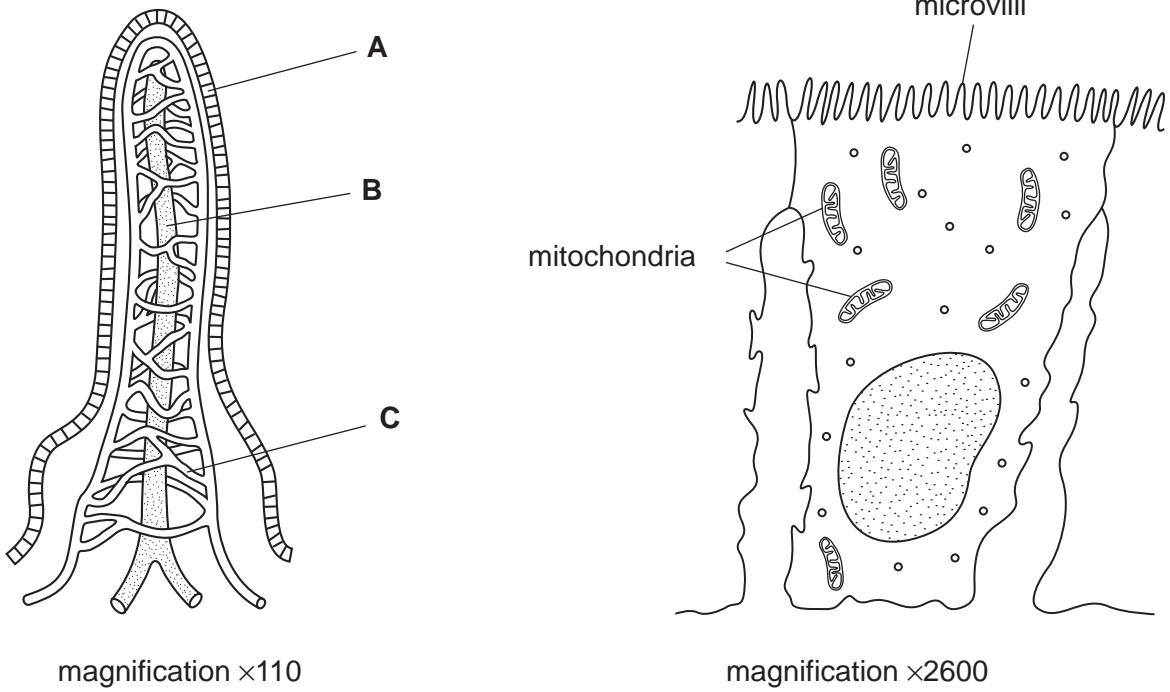 microvilli
A
B
mitochondria
C
magnification ×110
magnification ×2600